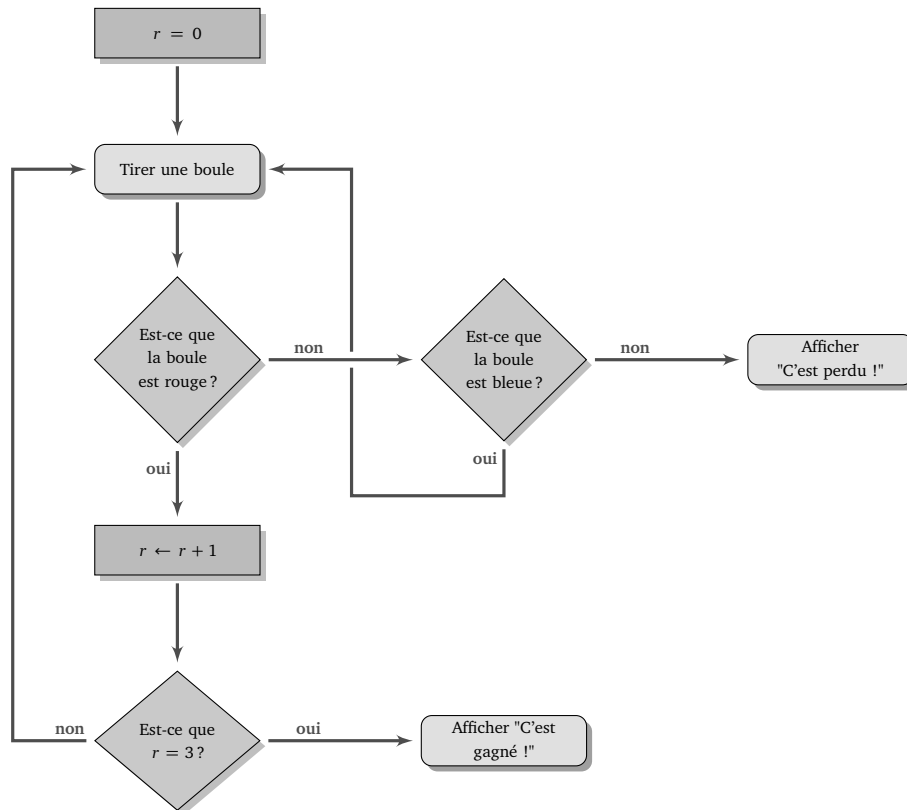 r = 0
Tirer une boule
Est-ce que
la boule
est rouge ?
non
Est-ce que
la boule
est bleue ?
non
Afficher
"C'est perdu !"
oui
oui
r ← r + 1
Est-ce que
r = 3 ?
non
oui
Afficher "C'est
gagné !"